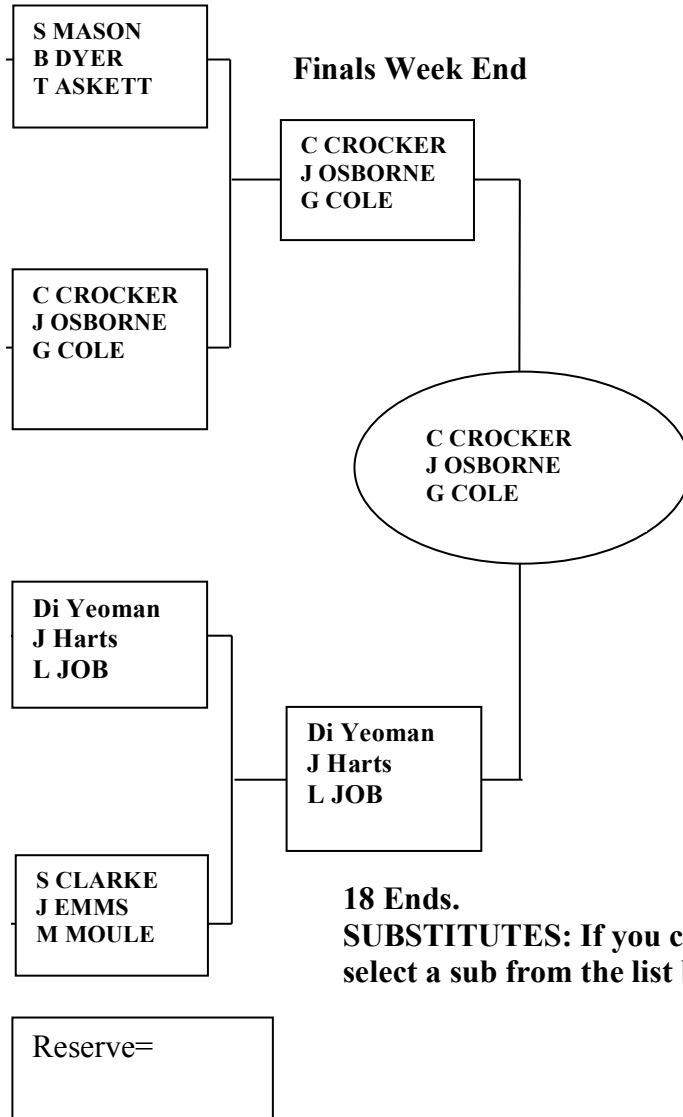 S MASON
B DYER
T ASKETT
Finals Week End
C CROCKER
J OSBORNE
G COLE
C CROCKER
J OSBORNE
G COLE
C CROCKER
J OSBORNE
G COLE
Di Yeoman
J Harts
L JOB
Di Yeoman
J Harts
L JOB
S CLARKE
J EMMS
M MOULE
18 Ends.
SUBSTITUTES: If you c
select a sub from the list
Reserve=